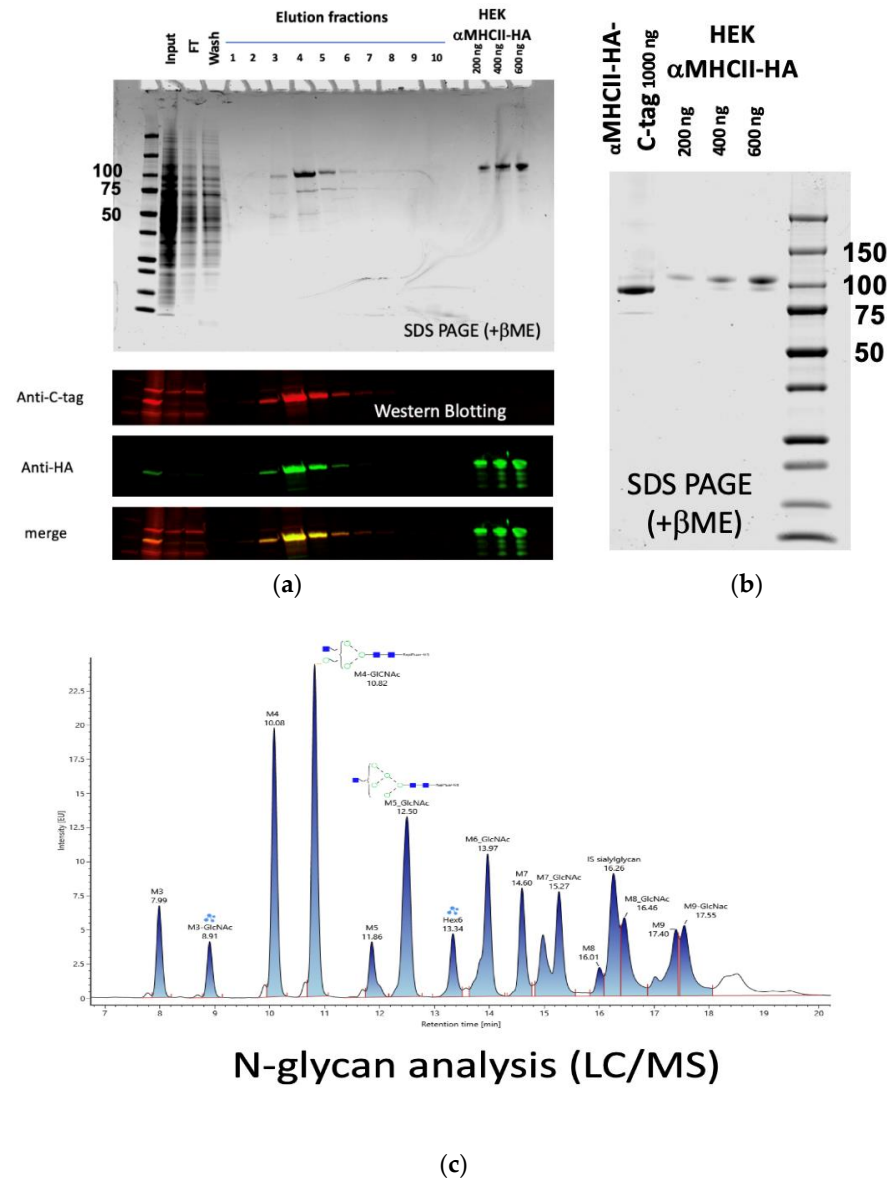 Elution fractions
HEK
αMHCII-HA
Input
FT
Wash
1 2 3 4 5 6 7 8 9 10
200 ng
400 ng
600 ng
100
75
50
SDS PAGE (+βME)
Anti-C-tag
Western Blotting
Anti-HA
merge
(a)
αMHCII-HA-
C-tag 1000 ng
HEK
αMHCII-HA
200 ng
400 ng
600 ng
150
100
75
50
SDS PAGE
(+βME)
(b)
Intensity [EU]
22.5
20
17.5
15
12.5
10
7.5
5
2.5
0
M3
7.99
M3-GlcNAc
8.91
M4
10.08
M4-GlCNAc
10.82
M5
11.86
M5_GlcNAc
12.50
Hex6
13.34
M6_GlcNAc
13.97
M7
14.60
M7_GlcNAc
15.27
M8
16.01
IS sialylglycan
16.26
M8_GlcNAc
16.46
M9
17.40
M9-GlcNac
17.55
7 8 9 10 11 12 13 14 15 16 17 18 19 20
Retention time [min]
N-glycan analysis (LC/MS)
(c)